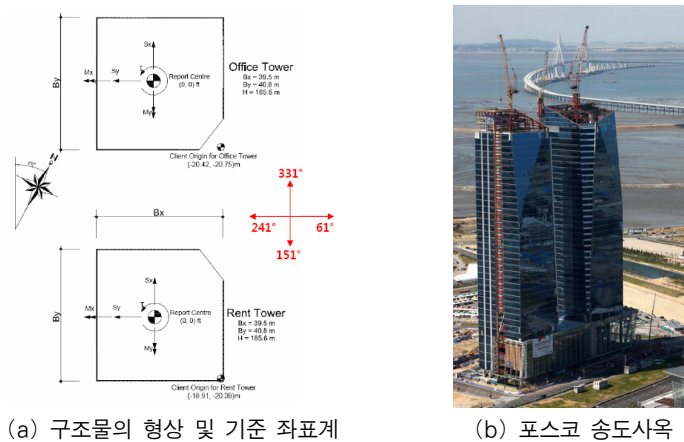 Sx
Mx
Sy
T
Report Centre
(0, 0) ft
My
By
Office Tower
Bx = 39.5 m
By = 40.8 m
H = 185.6 m
Client Origin for Office Tower
(-20.42, -20.75)m
N
331°
241°
61°
151°
Bx
Sx
Mx
Sy
T
Report Centre
(0, 0) ft
My
By
Rent Tower
Bx = 39.5 m
By = 40.8 m
H = 185.6 m
Client Origin for Rent Tower
(-18.91, -20.39)m
(a) 구조물의 형상 및 기준 좌표계
(b) 포스코 송도사옥